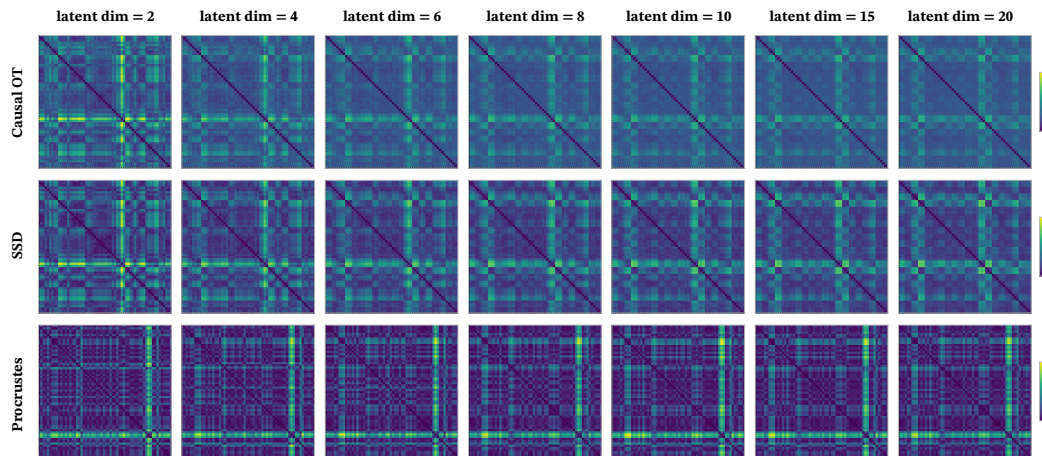 latent dim = 2 latent dim = 4 latent dim = 6 latent dim = 8 latent dim = 10 latent dim = 15 latent dim = 20
Causal OT
SSD
Procrustes